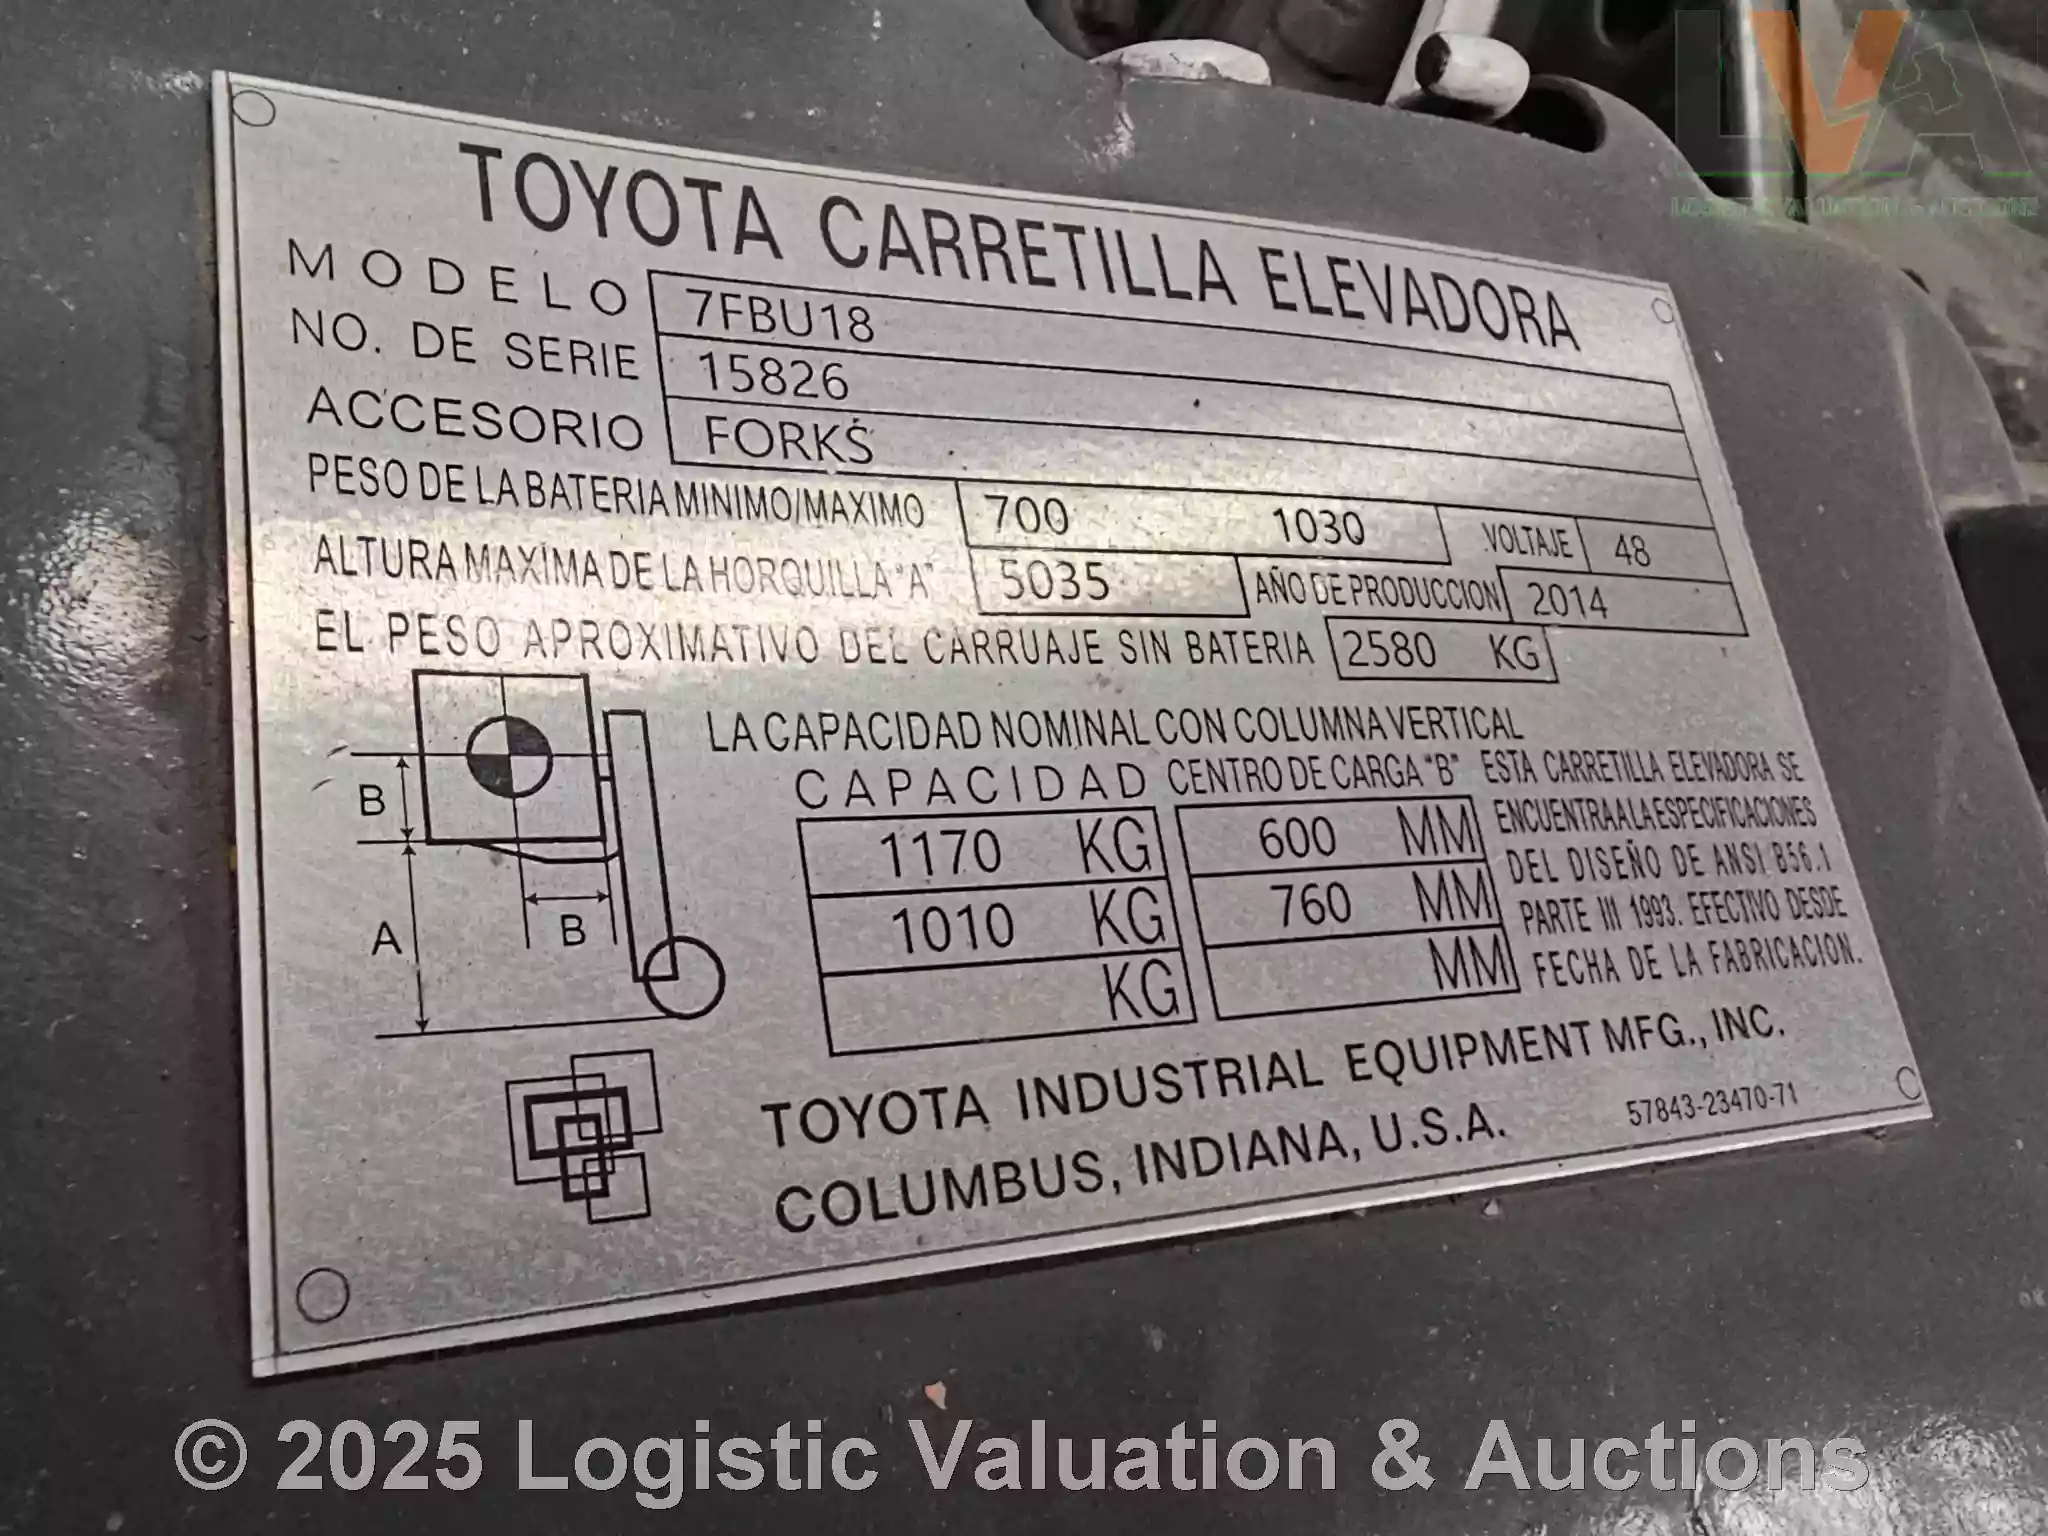 LVA
TOYOTA CARRETILLA ELEVADORA
MODELO 7FBU18
NO. DE SERIE 15826
ACCESORIO FORKS
PESO DE LA BATERIA MINIMO/MAXIMO 700 1030 VOLTAJE 48
ALTURA MAXIMA DE LA HORQUILLA "A" 5035 AÑO DE PRODUCCION 2014
EL PESO APROXIMATIVO DEL CARRUAJE SIN BATERIA 2580 KG
LA CAPACIDAD NOMINAL CON COLUMNA VERTICAL
CAPACIDAD CENTRO DE CARGA "B"
1170 KG 600 MM
1010 KG 760 MM
KG MM
ESTA CARRETILLA ELEVADORA SE
ENCUENTRA A LA ESPECIFICACIONES
DEL DISEÑO DE ANSI B56.1
PARTE III 1993. EFECTIVO DESDE
FECHA DE LA FABRICACION.
B
A
B
TOYOTA INDUSTRIAL EQUIPMENT MFG., INC.
COLUMBUS, INDIANA, U.S.A.
57843-23470-71
© 2025 Logistic Valuation & Auctions